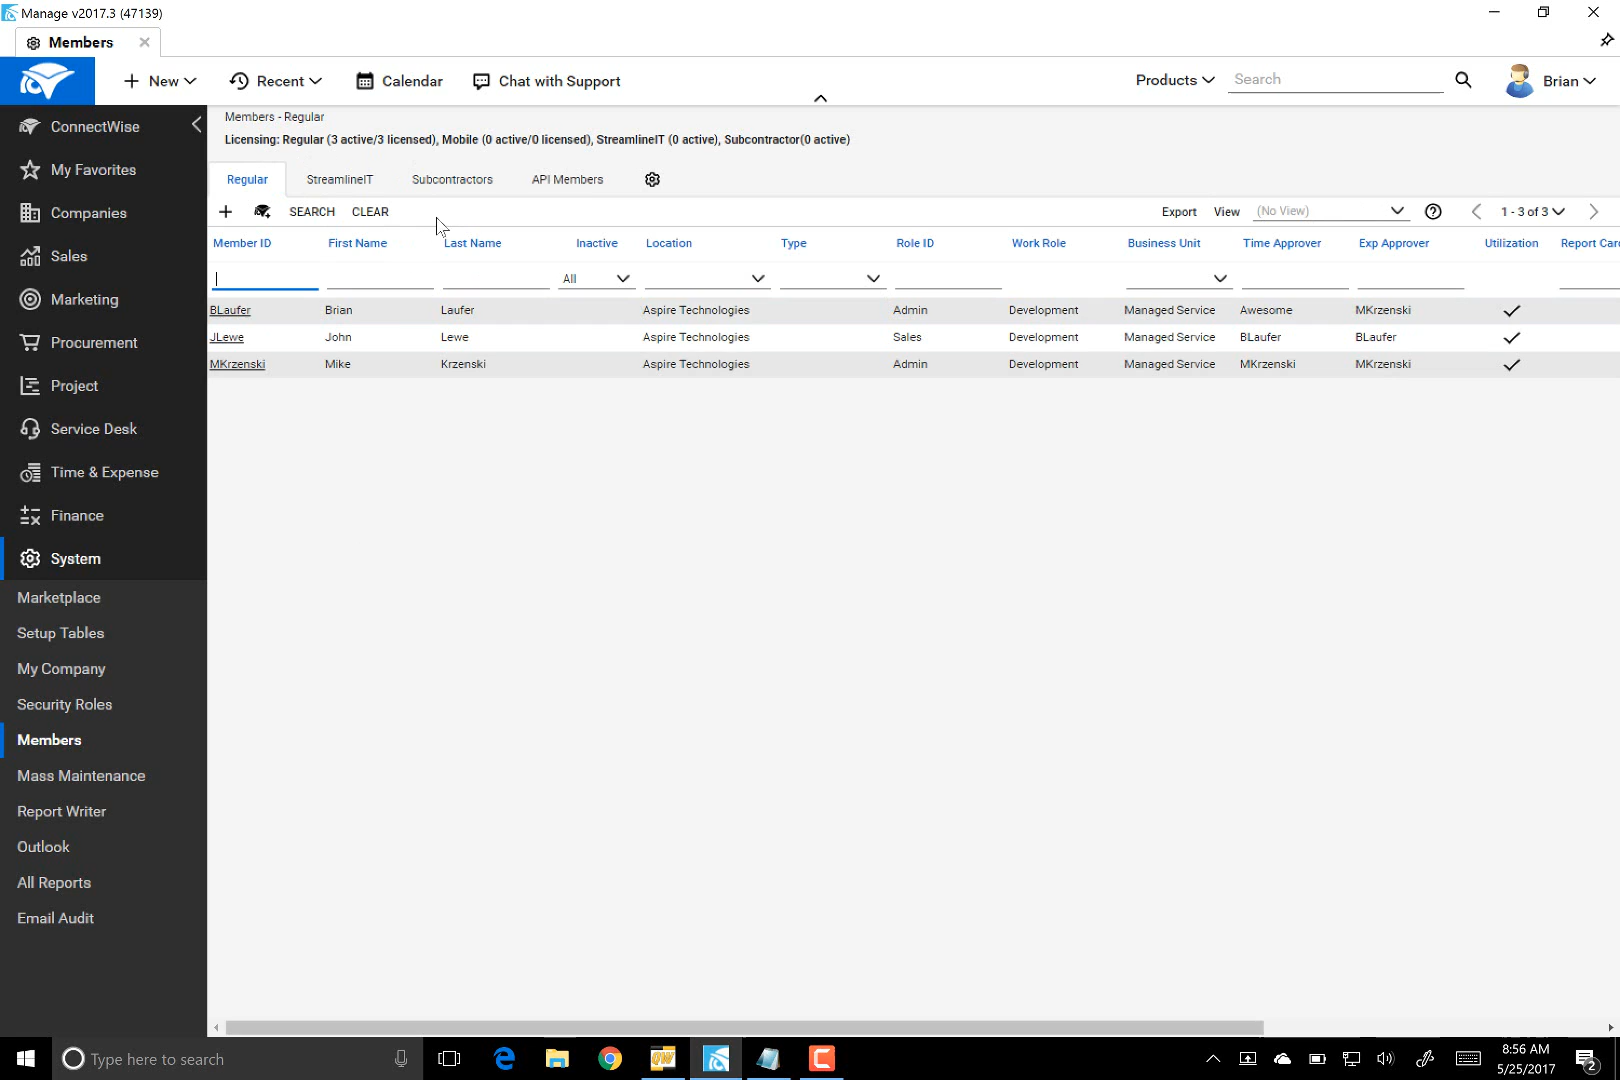 Manage v2017.3 (47139)
Members
New
Recent
Calendar
Chat with Support
Products
Search
Brian
ConnectWise
My Favorites
Companies
Sales
Marketing
Procurement
Project
Service Desk
Time & Expense
Finance
System
Marketplace
Setup Tables
My Company
Security Roles
Members
Mass Maintenance
Report Writer
Outlook
All Reports
Email Audit
Members - Regular
Licensing: Regular (3 active/3 licensed), Mobile (0 active/0 licensed), StreamlineIT (0 active), Subcontractor(0 active)
Regular StreamlineIT Subcontractors API Members
SEARCH CLEAR Export View (No View) 1 - 3 of 3
Member ID First Name Last Name Inactive Location Type Role ID Work Role Business Unit Time Approver Exp Approver Utilization Report Car
All
BLaufer Brian Laufer Aspire Technologies Admin Development Managed Service Awesome MKrzenski
JLewe John Lewe Aspire Technologies Sales Development Managed Service BLaufer BLaufer
MKrzenski Mike Krzenski Aspire Technologies Admin Development Managed Service MKrzenski MKrzenski
Type here to search
QW
8:56 AM
5/25/2017
2